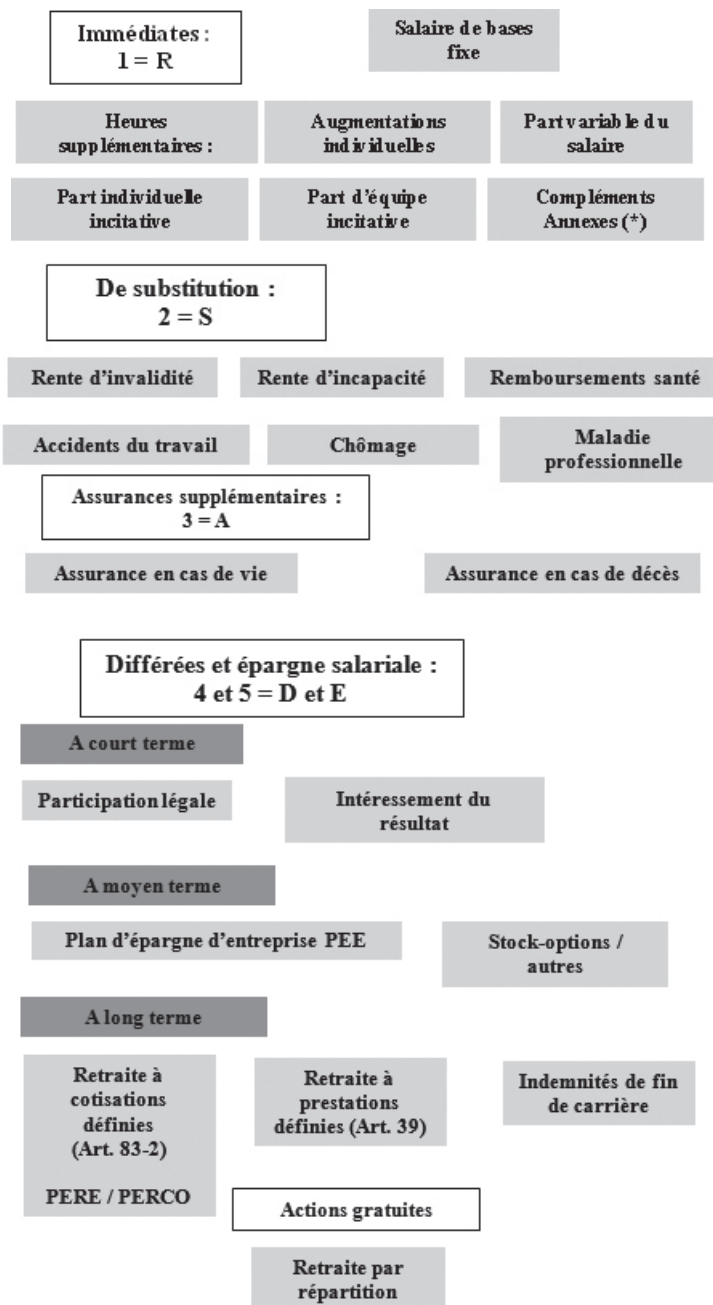 Immédiates :
1 = R
Salaire de bases
fixe
Heures
supplémentaires :
Augmentations
individuelles
Part variable du
salaire
Part individuelle
incitative
Part d'équipe
incitative
Compléments
Annexes (*)
De substitution :
2 = S
Rente d'invalidité
Rente d'incapacité
Remboursements santé
Accidents du travail
Chômage
Maladie
professionnelle
Assurances supplémentaires :
3 = A
Assurance en cas de vie
Assurance en cas de décès
Différées et épargne salariale :
4 et 5 = D et E
A court terme
Participation légale
Intéressement du
résultat
A moyen terme
Plan d'épargne d'entreprise PEE
Stock-options /
autres
A long terme
Retraite à
cotisations
définies
(Art. 83-2)
PERE / PERCO
Retraite à
prestations
définies (Art. 39)
Indemnités de fin
de carrière
Actions gratuites
Retraite par
répartition